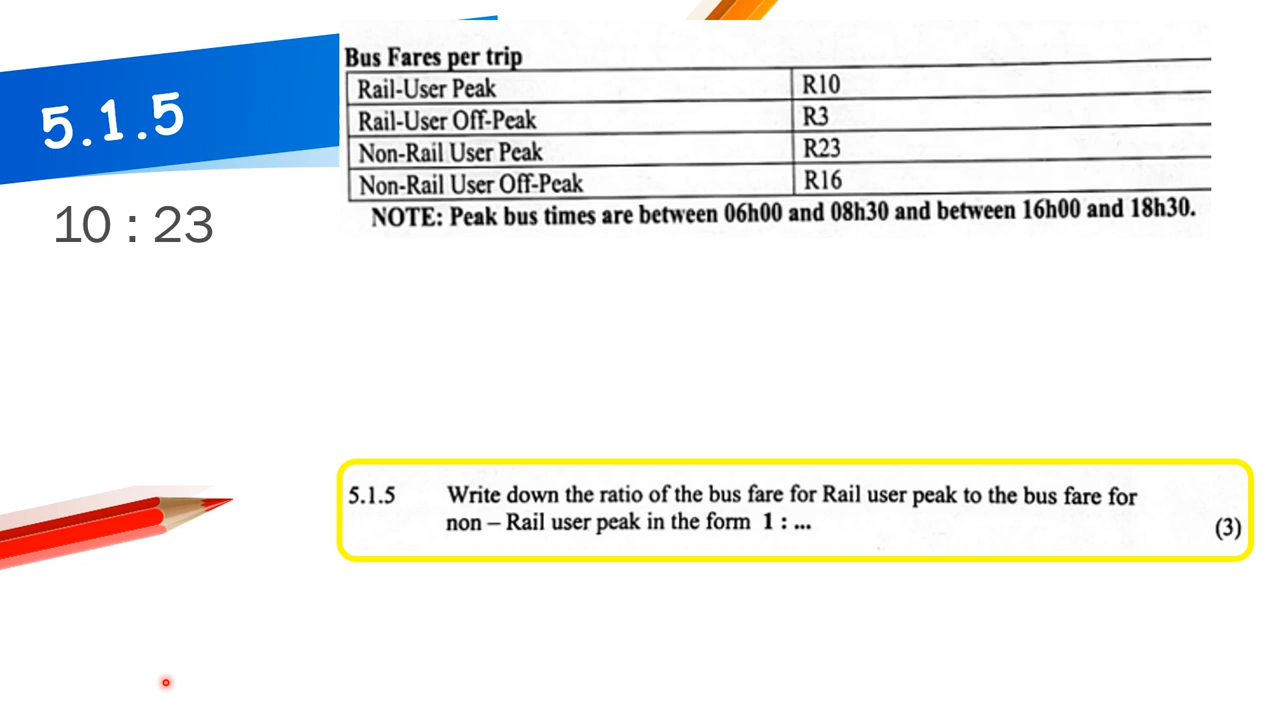 5.1.5
10 : 23
Bus Fares per trip
Rail-User Peak R10
Rail-User Off-Peak R3
Non-Rail User Peak R23
Non-Rail User Off-Peak R16
NOTE: Peak bus times are between 06h00 and 08h30 and between 16h00 and 18h30.
5.1.5 Write down the ratio of the bus fare for Rail user peak to the bus fare for
non – Rail user peak in the form 1 : ...
(3)